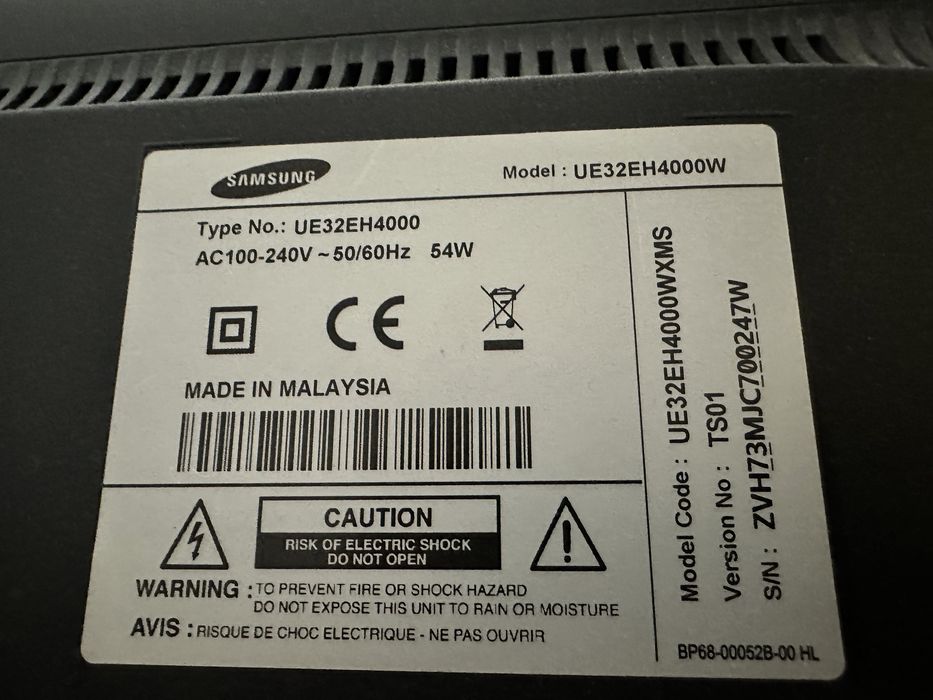 SAMSUNG
Model : UE32EH4000W
Type No.: UE32EH4000
AC100-240V ~ 50/60Hz 54W
CE
MADE IN MALAYSIA
CAUTION
RISK OF ELECTRIC SHOCK
DO NOT OPEN
WARNING : TO PREVENT FIRE OR SHOCK HAZARD
DO NOT EXPOSE THIS UNIT TO RAIN OR MOISTURE
AVIS : RISQUE DE CHOC ELECTRIQUE - NE PAS OUVRIR
Model Code : UE32EH4000WXMS
Version No : TS01
S/N : ZVH73MJC700247W
BP68-00052B-00 HL